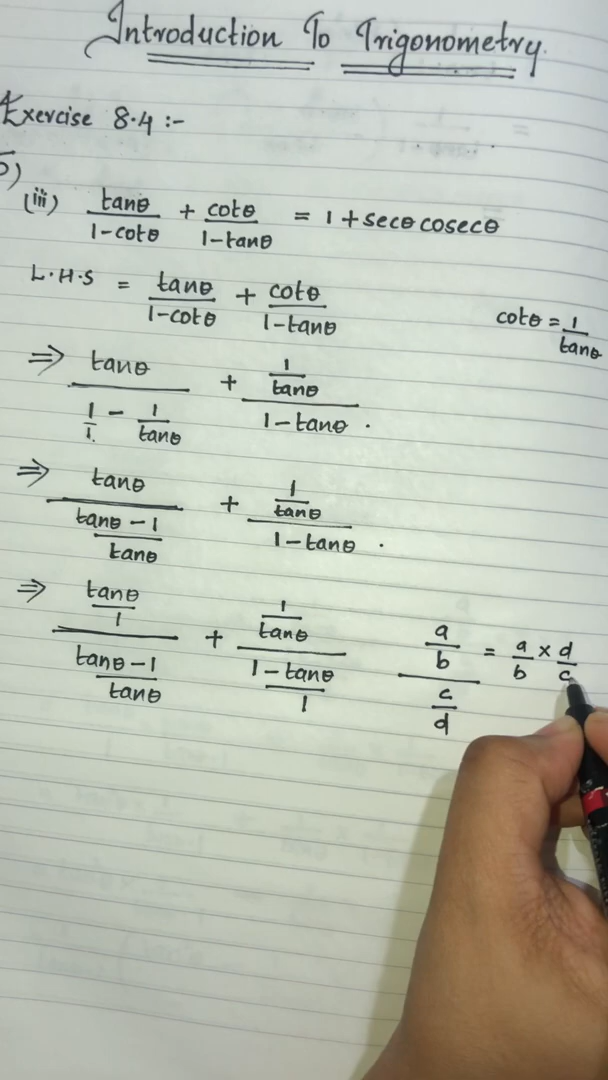 Introduction To Trigonometry.
Exercise 8.4 :-
5)
(iii) tanθ/1-cotθ + cotθ/1-tanθ = 1 + secθ cosecθ
L.H.S = tanθ/1-cotθ + cotθ/1-tanθ
cotθ = 1/tanθ
⇒ tanθ/(1/1 - 1/tanθ) + (1/tanθ)/(1-tanθ).
⇒ tanθ/((tanθ-1)/tanθ) + (1/tanθ)/(1-tanθ).
⇒ (tanθ/1)/((tanθ-1)/tanθ) + (1/tanθ)/((1-tanθ)/1)
(a/b)/(c/d) = a/b × d/c